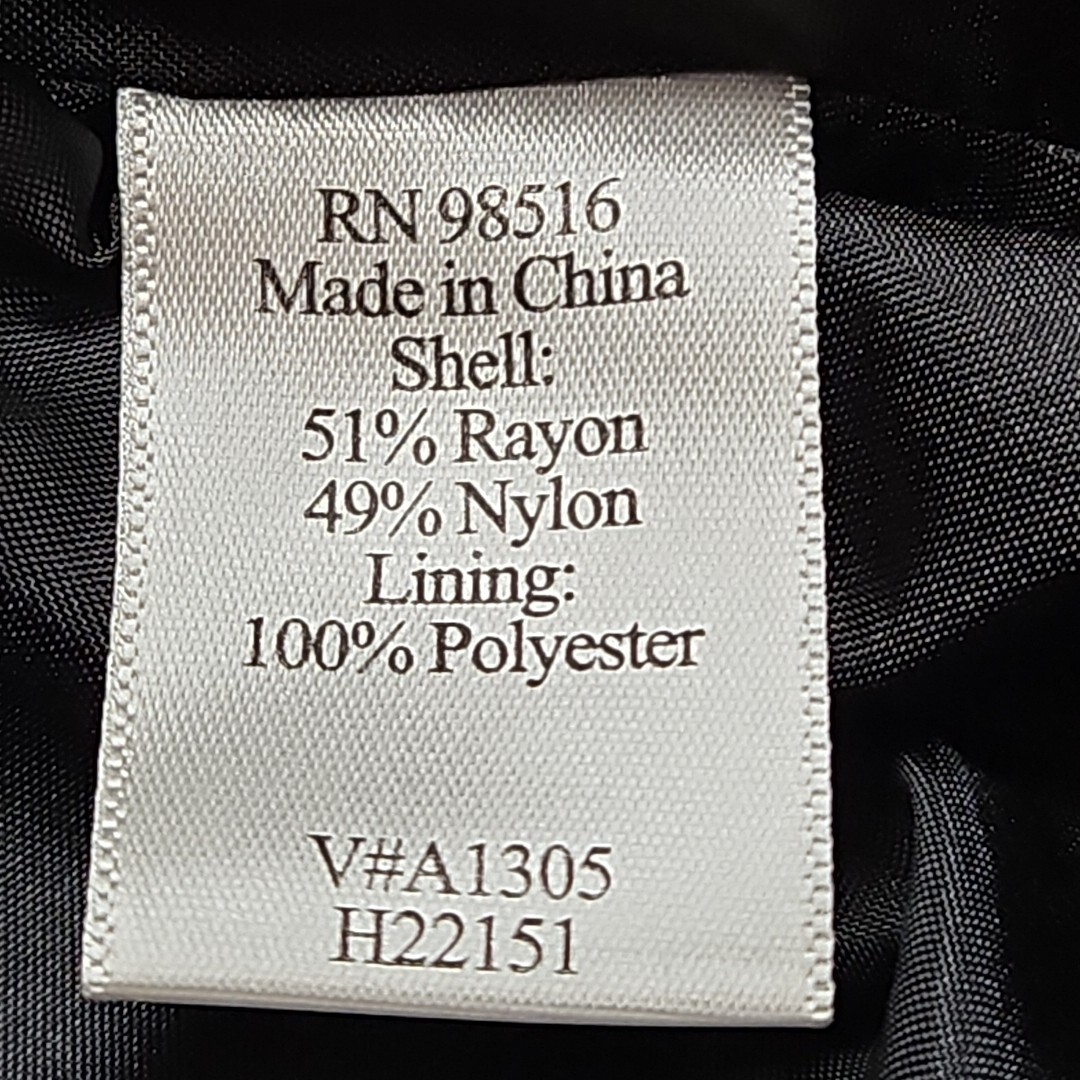 RN 98516
Made in China
Shell:
51% Rayon
49% Nylon
Lining:
100% Polyester
V#A1305
H22151